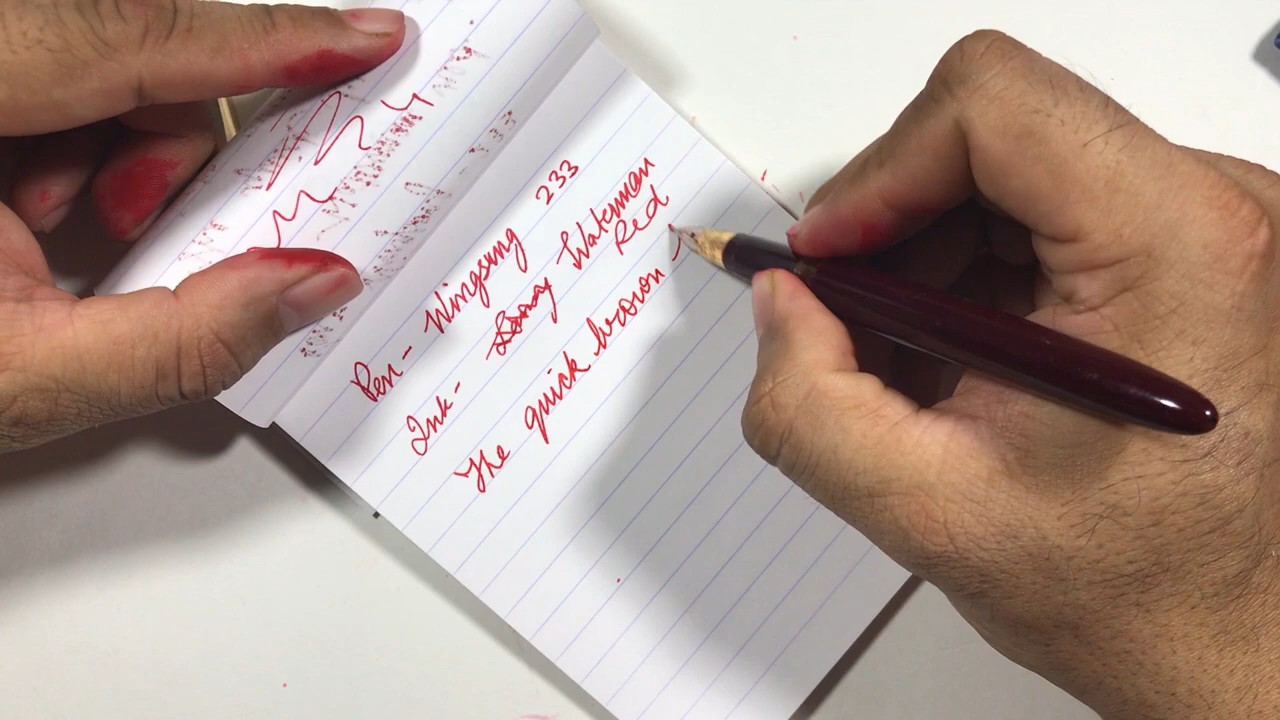 Pen - Wingsung 233
Ink - Waterman
Red
The quick brown